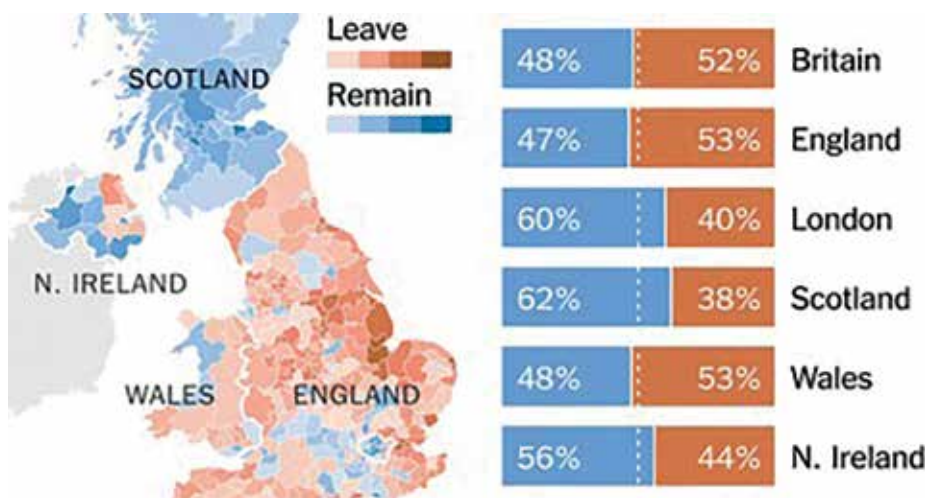 Leave
Remain
SCOTLAND
N. IRELAND
WALES
ENGLAND
48% 52% Britain
47% 53% England
60% 40% London
62% 38% Scotland
48% 53% Wales
56% 44% N. Ireland